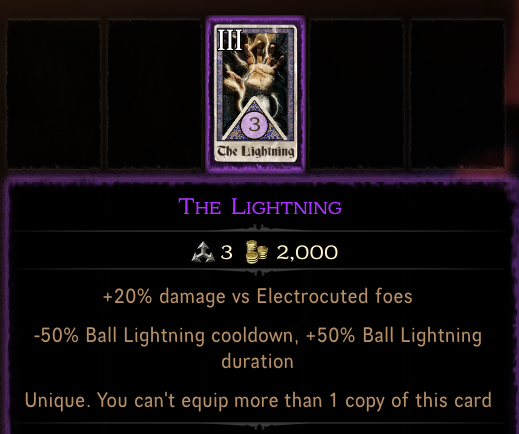 III
3
The Lightning
The Lightning
3 2,000
+20% damage vs Electrocuted foes
-50% Ball Lightning cooldown, +50% Ball Lightning
duration
Unique. You can't equip more than 1 copy of this card